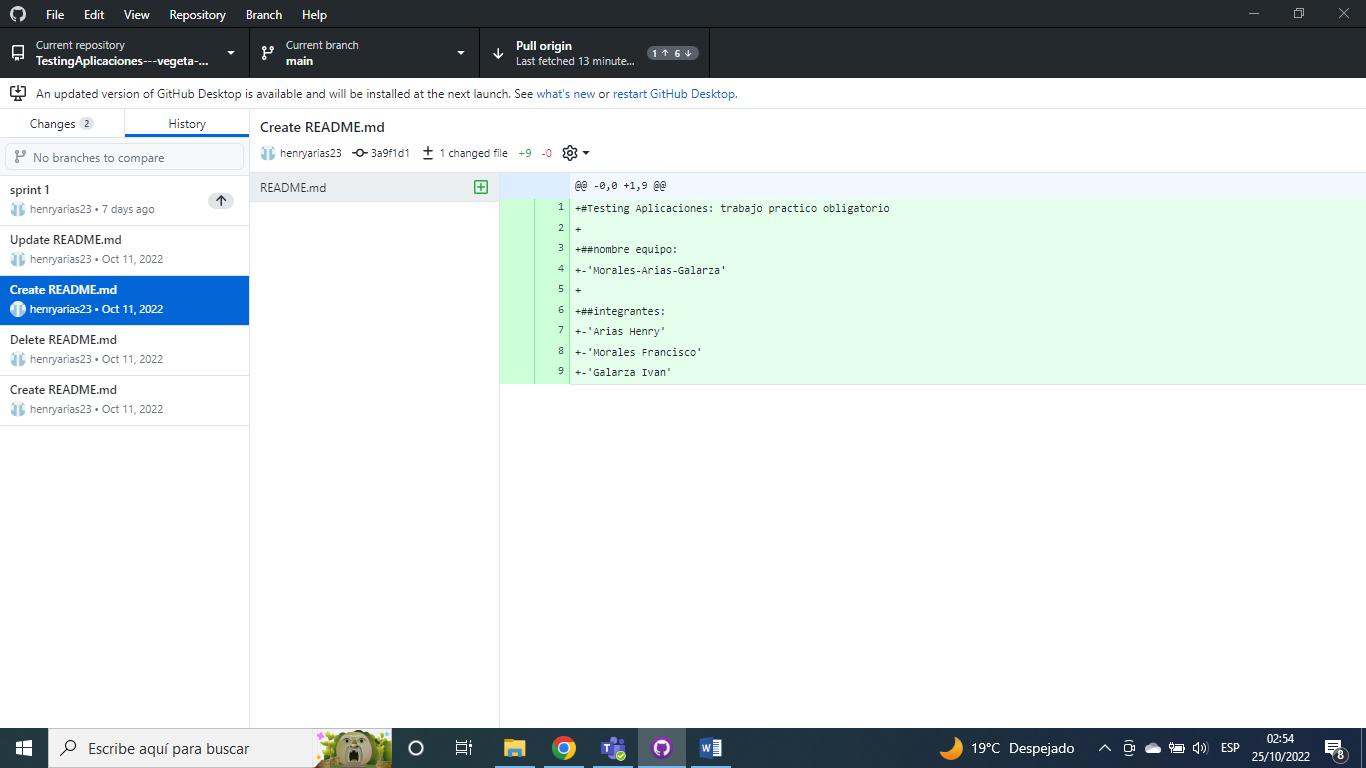 File Edit View Repository Branch Help
Current repository
TestingAplicaciones---vegeta-...
Current branch
main
Pull origin
Last fetched 13 minute...
1 6
An updated version of GitHub Desktop is available and will be installed at the next launch. See what's new or restart GitHub Desktop.
Changes 2
History
No branches to compare
sprint 1
henryarias23 • 7 days ago
Update README.md
henryarias23 • Oct 11, 2022
Create README.md
henryarias23 • Oct 11, 2022
Delete README.md
henryarias23 • Oct 11, 2022
Create README.md
henryarias23 • Oct 11, 2022
Create README.md
henryarias23 3a9f1d1 1 changed file +9 -0
README.md
@@ -0,0 +1,9 @@
1 +#Testing Aplicaciones: trabajo practico obligatorio
2 +
3 +##nombre equipo:
4 +-'Morales-Arias-Galarza'
5 +
6 +##integrantes:
7 +-'Arias Henry'
8 +-'Morales Francisco'
9 +-'Galarza Ivan'
Escribe aquí para buscar
19°C Despejado
ESP
02:54
25/10/2022
8